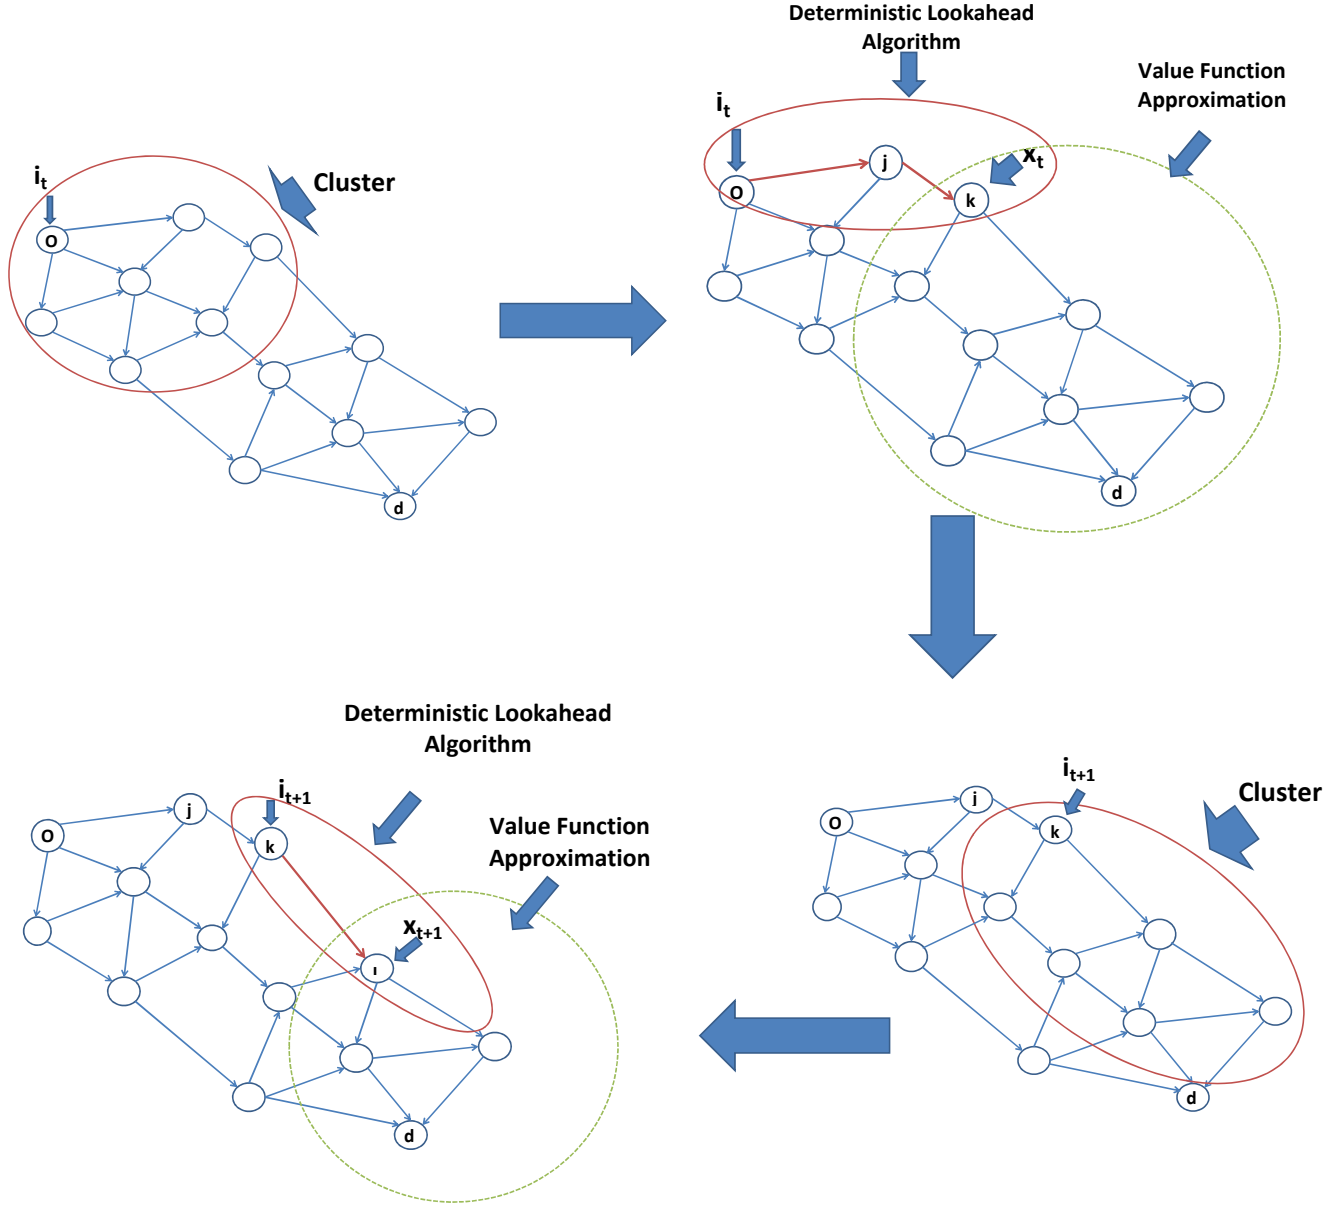 i_t
Cluster
O
d
Deterministic Lookahead
Algorithm
Value Function
Approximation
i_t
x_t
O
j
k
d
i_t+1
Cluster
O
j
k
d
Deterministic Lookahead
Algorithm
i_t+1
Value Function
Approximation
x_t+1
O
j
k
d